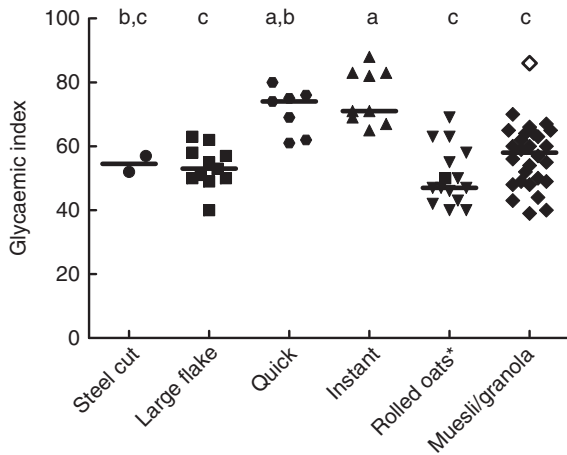 b,c c a,b a c c
100
80
60
40
20
0
Glycaemic index
Steel cut
Large flake
Quick
Instant
Rolled oats*
Muesli/granola